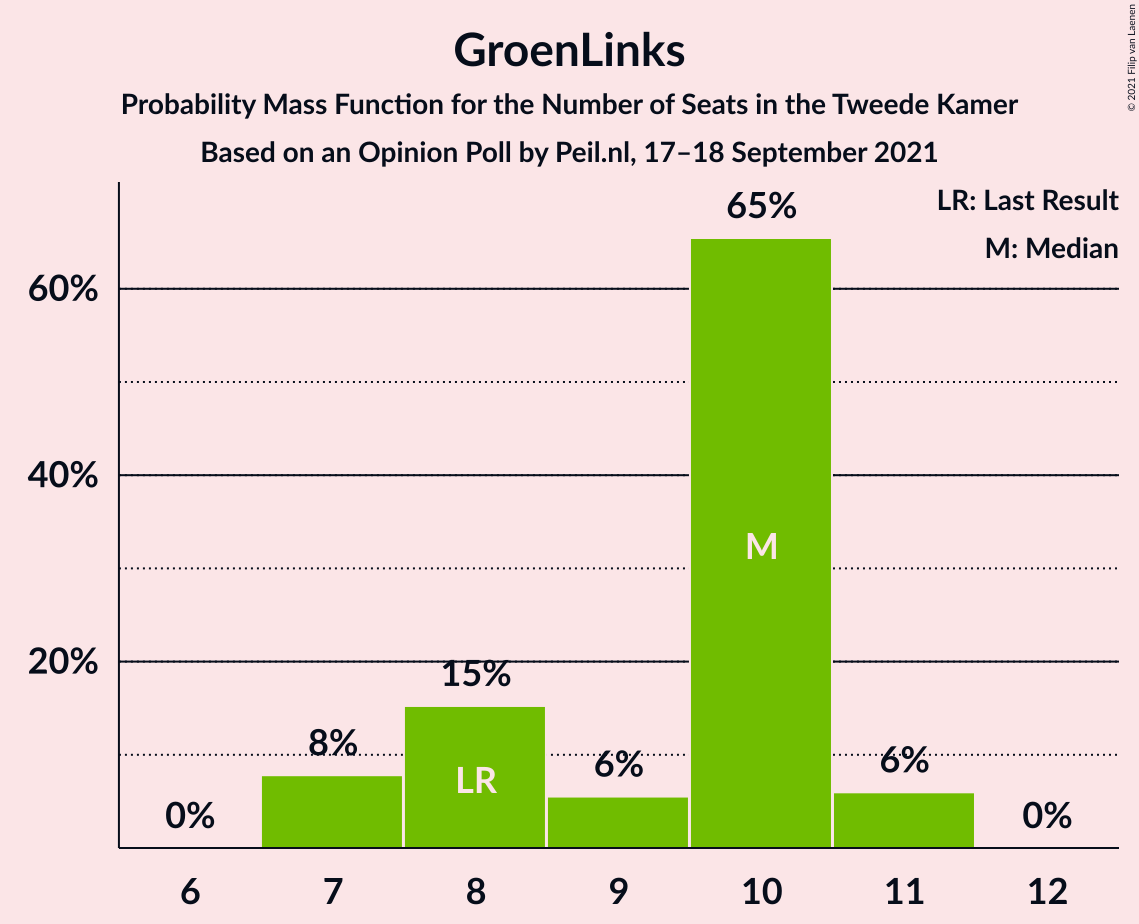 GroenLinks
Probability Mass Function for the Number of Seats in the Tweede Kamer
Based on an Opinion Poll by Peil.nl, 17–18 September 2021
© 2021 Filip van Laenen
LR: Last Result
M: Median
65%
60%
40%
M
20%
15%
8%
6%
6%
LR
0%
0%
6 7 8 9 10 11 12